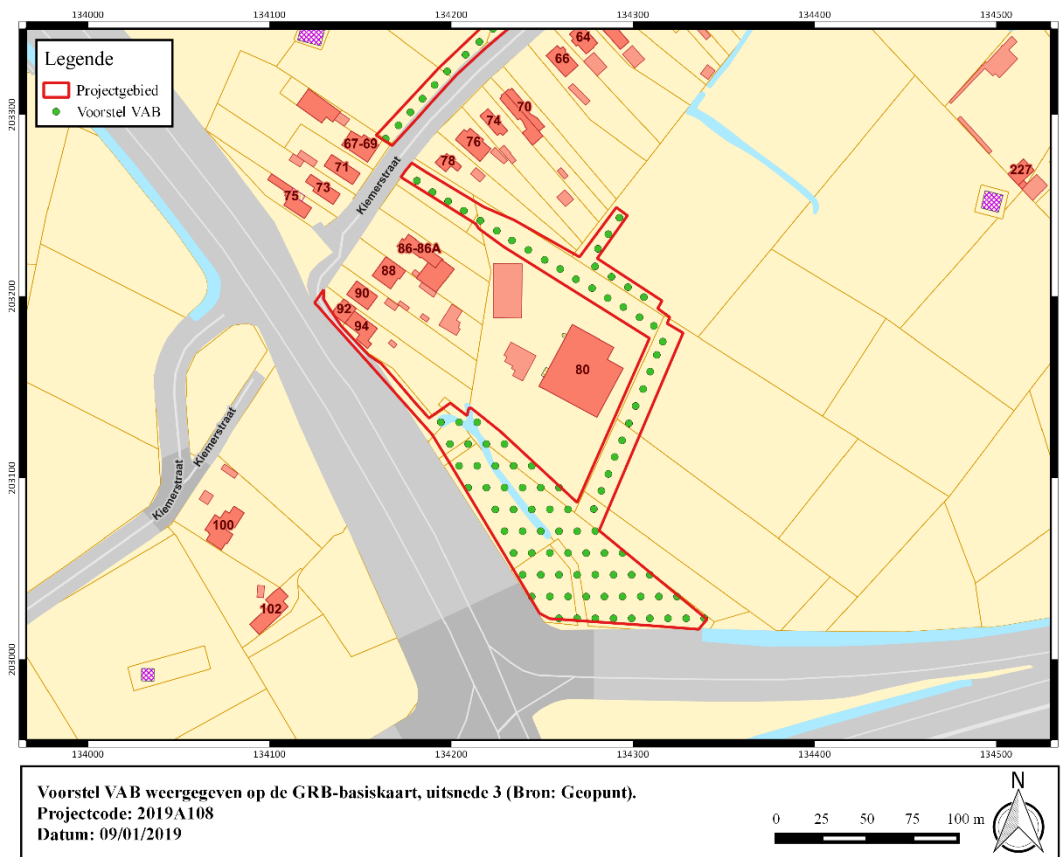 134000 134100 134200 134300 134400 134500
Legende
Projectgebied
Voorstel VAB
64
66
70
74
67-69
76
71
78
73
75
227
Kiemerstraat
86-86A
88
90
92
94
80
Kiemerstraat
Kiemerstraat
100
102
203300
203200
203100
203000
134000 134100 134200 134300 134400 134500
Voorstel VAB weergegeven op de GRB-basiskaart, uitsnede 3 (Bron: Geopunt).
Projectcode: 2019A108
Datum: 09/01/2019
0 25 50 75 100 m
N